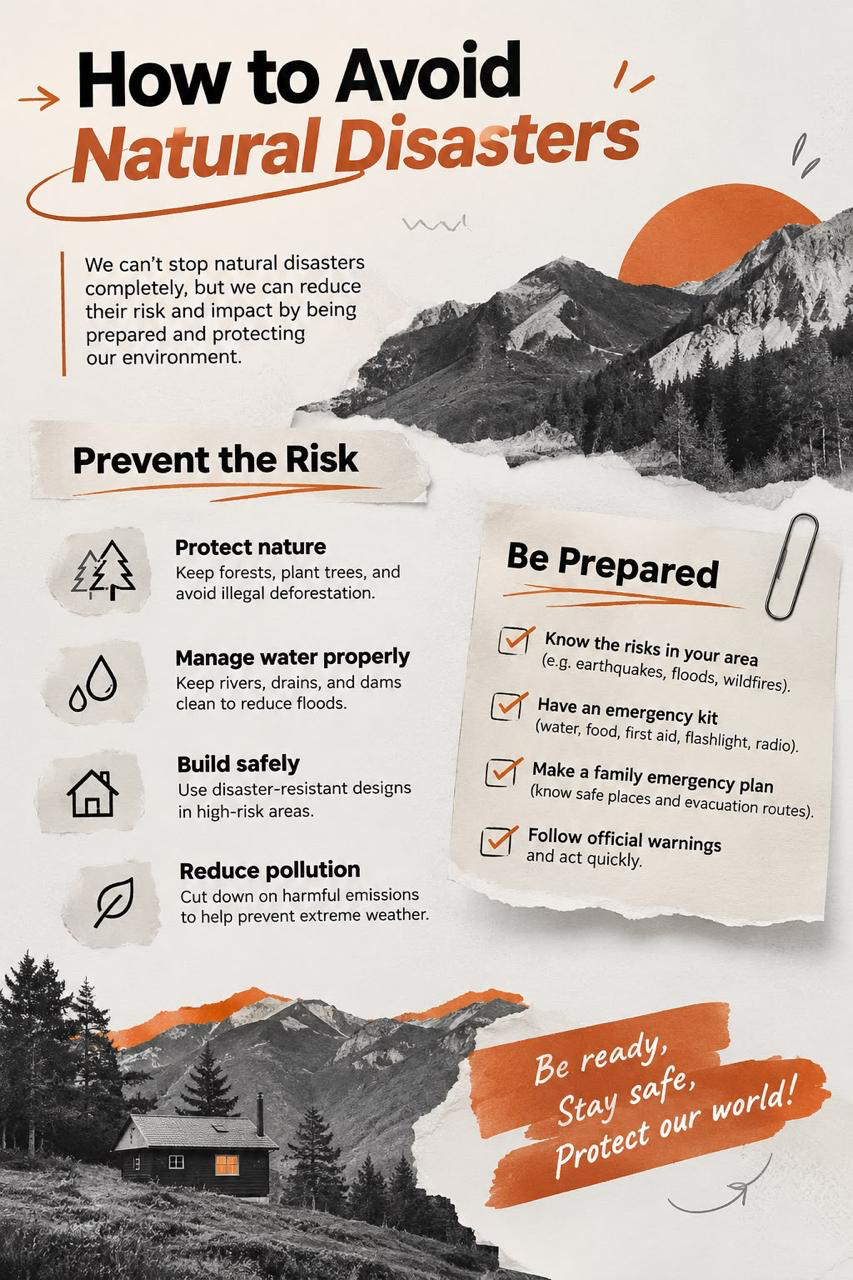 How to Avoid
Natural Disasters
We can’t stop natural disasters
completely, but we can reduce
their risk and impact by being
prepared and protecting
our environment.
Prevent the Risk
Protect nature
Keep forests, plant trees, and
avoid illegal deforestation.
Manage water properly
Keep rivers, drains, and dams
clean to reduce floods.
Build safely
Use disaster-resistant designs
in high-risk areas.
Reduce pollution
Cut down on harmful emissions
to help prevent extreme weather.
Be Prepared
Know the risks in your area
(e.g. earthquakes, floods, wildfires).
Have an emergency kit
(water, food, first aid, flashlight, radio).
Make a family emergency plan
(know safe places and evacuation routes).
Follow official warnings
and act quickly.
Be ready,
Stay safe,
Protect our world!